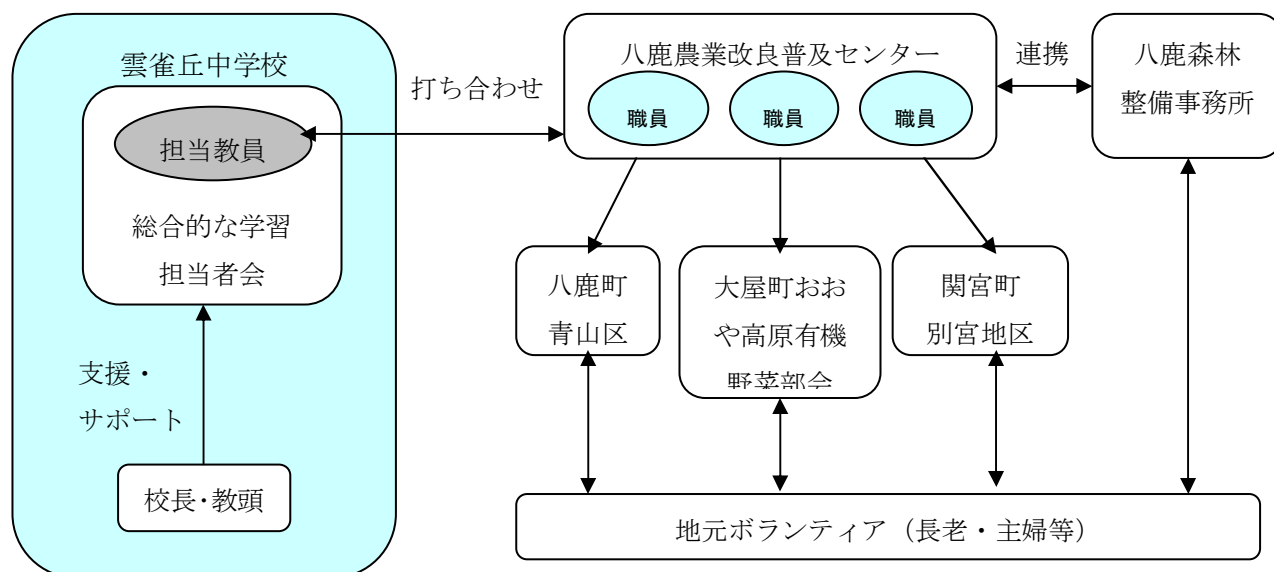 雲雀丘中学校
担当教員
総合的な学習
担当者会
支援・
サポート
校長・教頭
打ち合わせ
八鹿農業改良普及センター
職員
職員
職員
連携
八鹿森林
整備事務所
八鹿町
青山区
大屋町おお
や高原有機
野菜部会
関宮町
別宮地区
地元ボランティア（長老・主婦等）